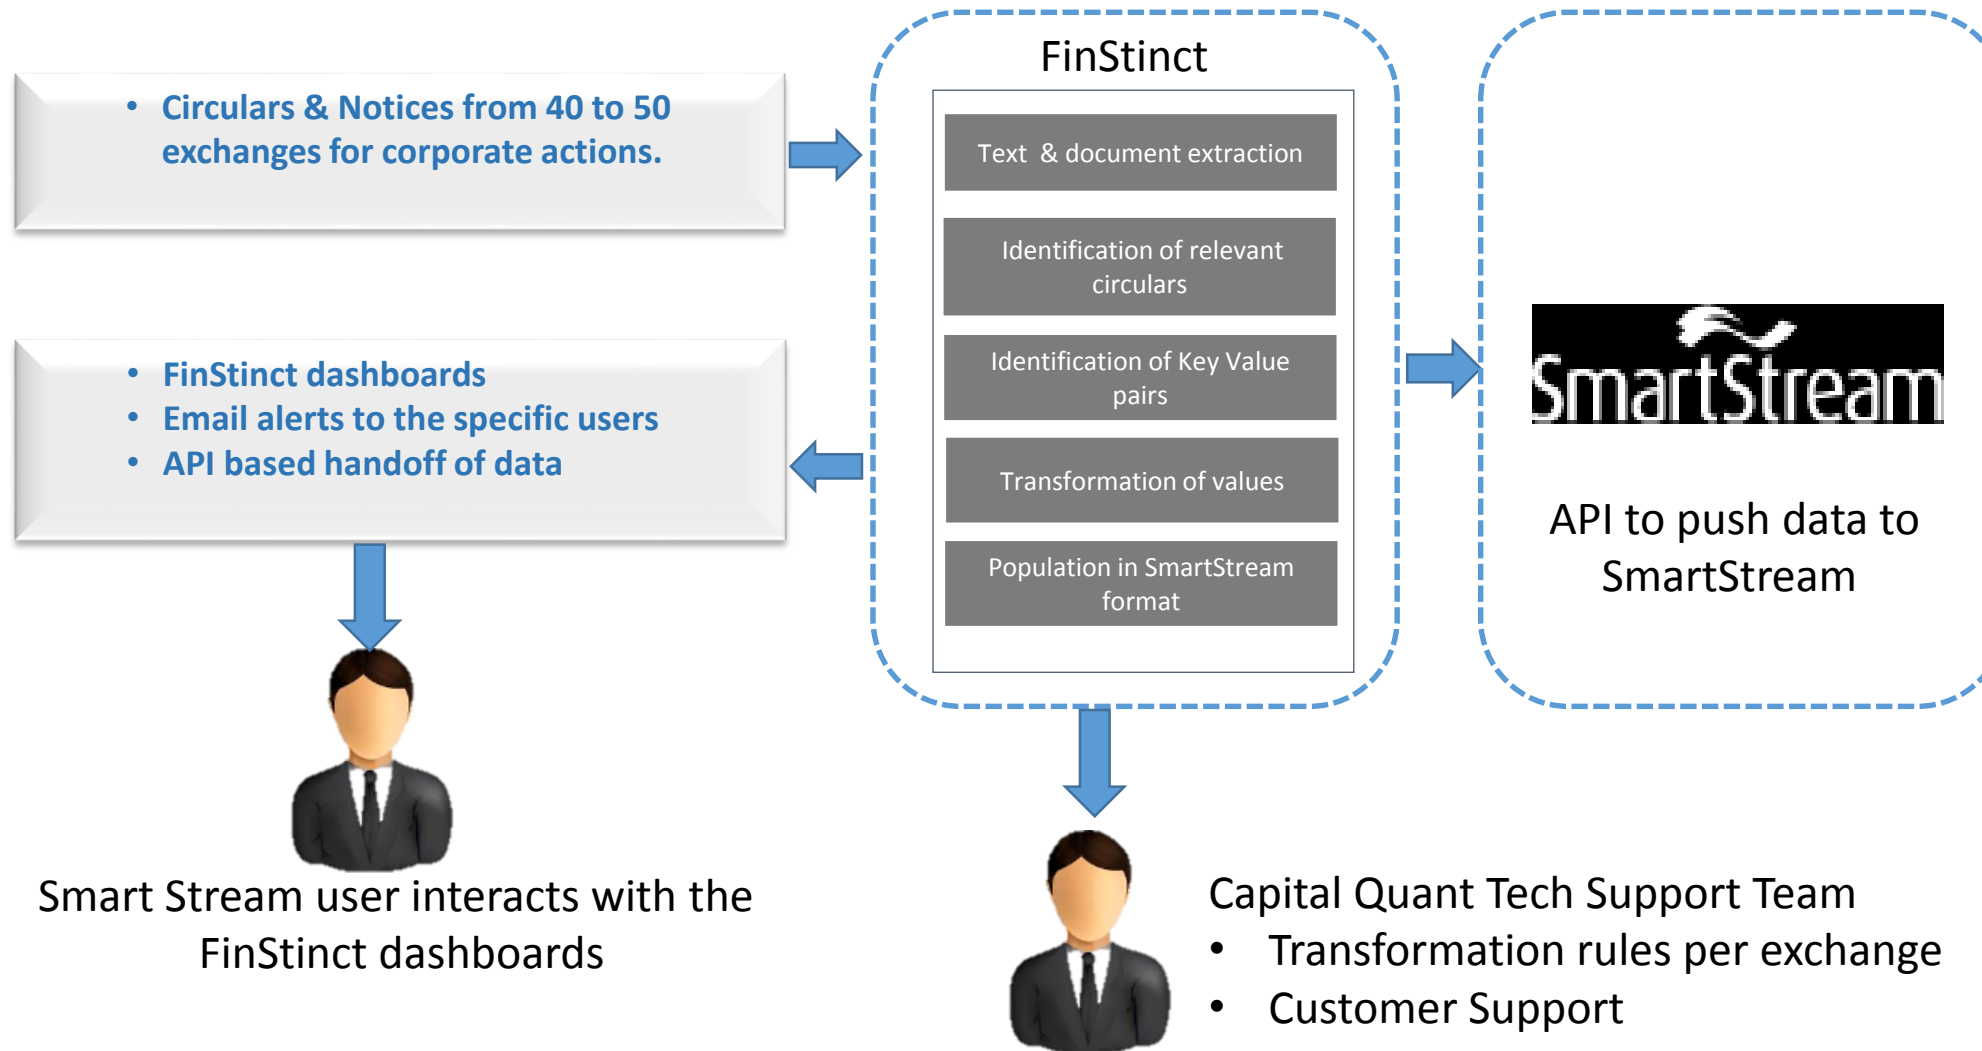 • Circulars & Notices from 40 to 50
exchanges for corporate actions.
• FinStinct dashboards
• Email alerts to the specific users
• API based handoff of data
Smart Stream user interacts with the
FinStinct dashboards
FinStinct
Text & document extraction
Identification of relevant
circulars
Identification of Key Value
pairs
Transformation of values
Population in SmartStream
format
SmartStream
API to push data to
SmartStream
Capital Quant Tech Support Team
• Transformation rules per exchange
• Customer Support